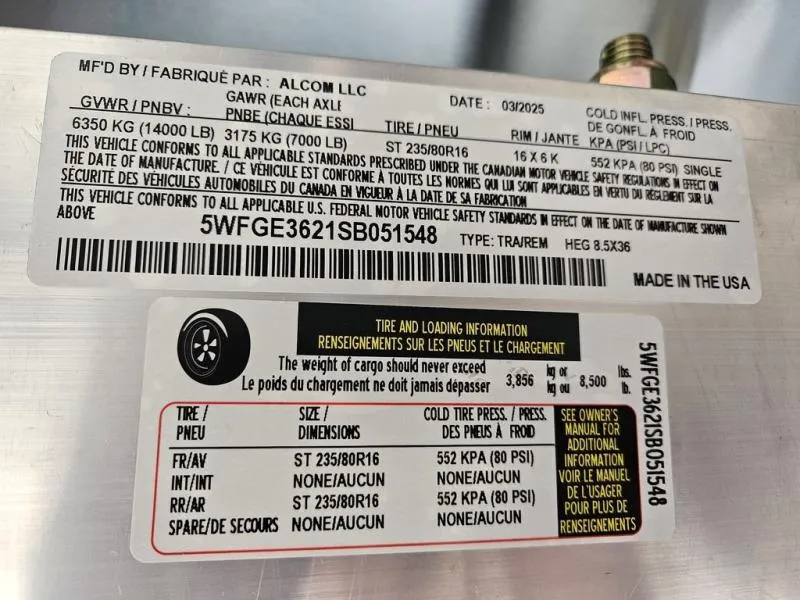 MF'D BY / FABRIQUÉ PAR : ALCOM LLC DATE : 03/2025
GVWR / PNBV : GAWR (EACH AXLE TIRE / PNEU RIM / JANTE COLD INFL. PRESS. / PRESS.
PNBE (CHAQUE ESSI DE GONFL. À FROID
6350 KG (14000 LB) 3175 KG (7000 LB) ST 235/80R16 16 X 6 K KPA (PSI / LPC)
552 KPA (80 PSI) SINGLE
THIS VEHICLE CONFORMS TO ALL APPLICABLE STANDARDS PRESCRIBED UNDER THE CANADIAN MOTOR VEHICLE SAFETY REGULATIONS IN EFFECT ON
THE DATE OF MANUFACTURE. / CE VÉHICULE EST CONFORME À TOUTES LES NORMES QUI LUI SONT APPLICABLES EN VERTU DU RÈGLEMENT SUR LA
SÉCURITÉ DES VÉHICULES AUTOMOBILES DU CANADA EN VIGUEUR À LA DATE DE SA FABRICATION
THIS VEHICLE CONFORMS TO ALL APPLICABLE U.S. FEDERAL MOTOR VEHICLE SAFETY STANDARDS IN EFFECT ON THE DATE OF MANUFACTURE SHOWN
ABOVE
5WFGE3621SB051548 TYPE: TRA/REM HEG 8.5X36
MADE IN THE USA
TIRE AND LOADING INFORMATION
RENSEIGNEMENTS SUR LES PNEUS ET LE CHARGEMENT
The weight of cargo should never exceed kg or lbs.
Le poids du chargement ne doit jamais dépasser 3,856 kg ou 8,500 lb.
TIRE / SIZE / COLD TIRE PRESS. / PRESS.
PNEU DIMENSIONS DES PNEUS À FROID
FR/AV ST 235/80R16 552 KPA (80 PSI)
INT/INT NONE/AUCUN NONE/AUCUN
RR/AR ST 235/80R16 552 KPA (80 PSI)
SPARE/DE SECOURS NONE/AUCUN NONE/AUCUN
SEE OWNER'S
MANUAL FOR
ADDITIONAL
INFORMATION
VOIR LE MANUEL
DE L'USAGER
POUR PLUS DE
RENSEIGNEMENTS
5WFGE3621SB051548